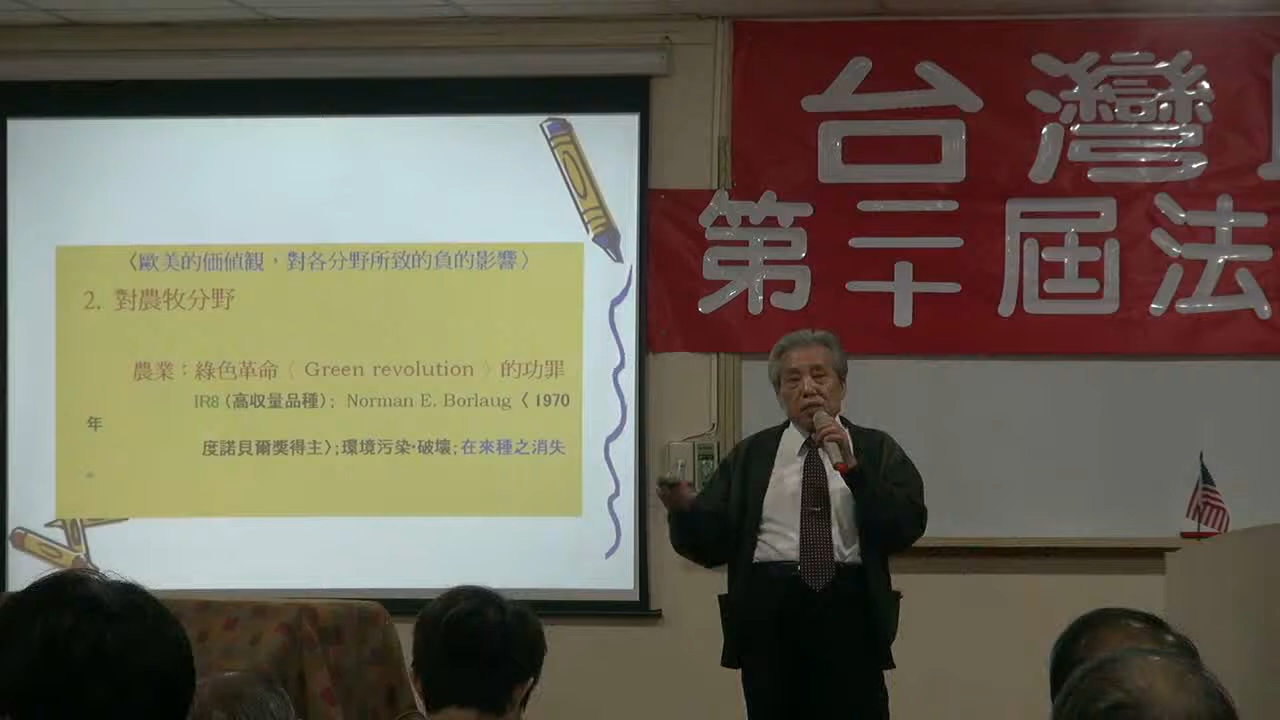 〈歐美的価値観，對各分野所致的負的影響〉
2. 對農牧分野
農業：綠色革命〈 Green revolution 〉的功罪
IR8 (高収量品種)；Norman E. Borlaug〈 1970
年
度諾貝爾獎得主〉；環境污染‧破壞；在來種之消失
。
台灣
第二十屆法